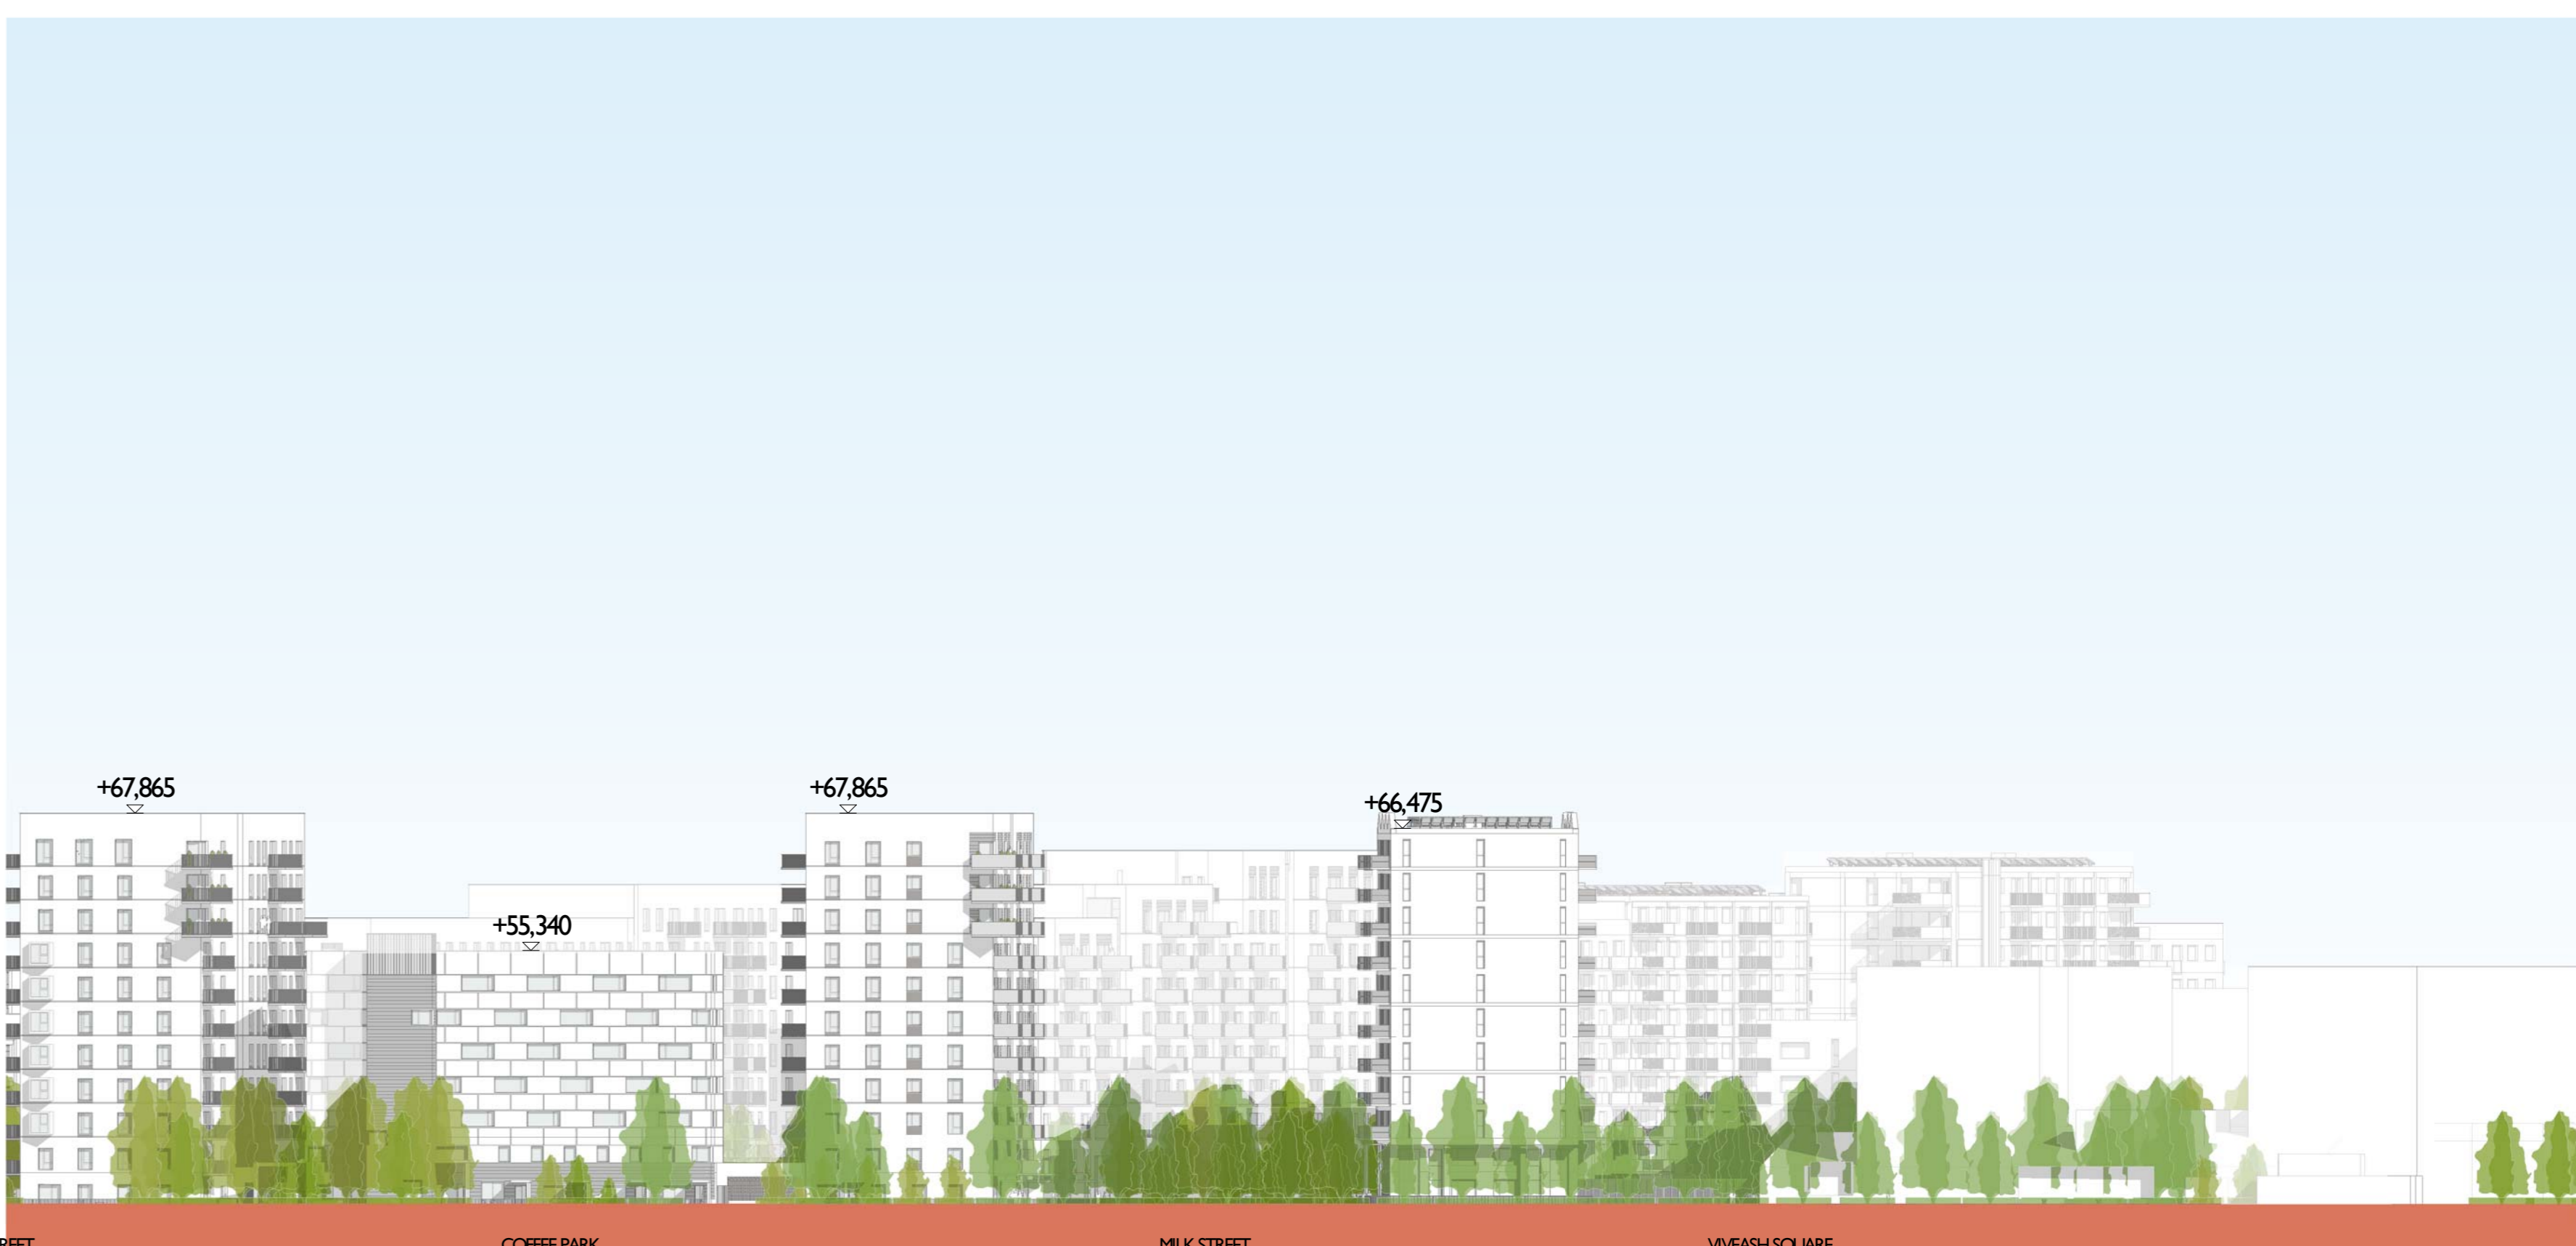 +67,865
+67,865
+66,475
+55,340
COFFEE PARK
MILK STREET
VIVEASH SQUARE